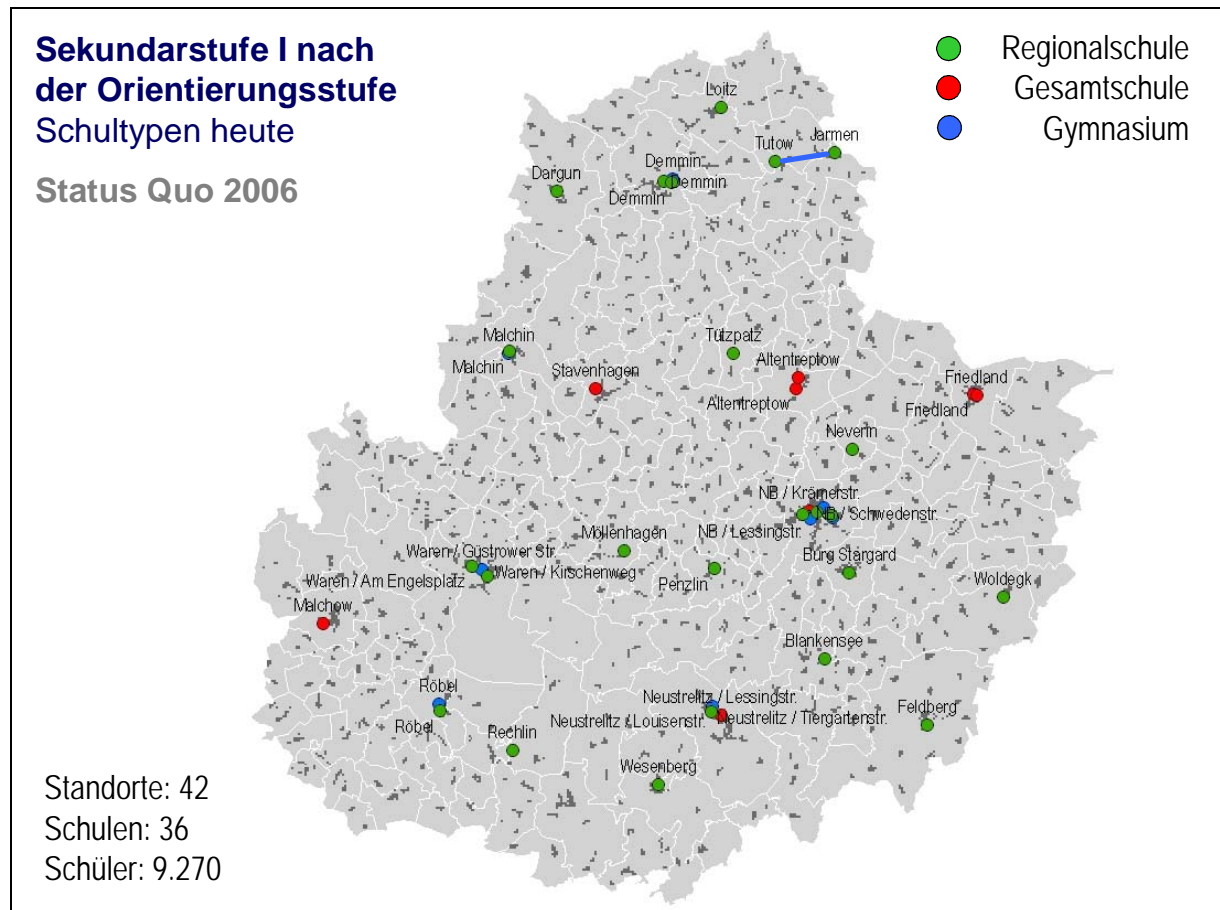 Sekundarstufe I nach
der Orientierungsstufe
Schultypen heute
Status Quo 2006
Regionalschule
Gesamtschule
Gymnasium
Loitz
Jarmen
Tutow
Demmin
Demmin
Demmin
Dargun
Malchin
Malchin
Stavenhagen
Tützpatz
Altentreptow
Altentreptow
Friedland
Friedland
Neverin
NB / Krämerstr.
NB / Schwedenstr.
NB / Lessingstr.
Möllenhagen
Penzlin
Burg Stargard
Woldegk
Waren / Güstrower Str.
Waren / Kirschenweg
Waren / Am Engelsplatz
Malchow
Blankensee
Röbel
Röbel
Rechlin
Neustrelitz / Lessingstr.
Neustrelitz / Louisenstr.
Neustrelitz / Tiergartenstr.
Feldberg
Wesenberg
Standorte: 42
Schulen: 36
Schüler: 9.270